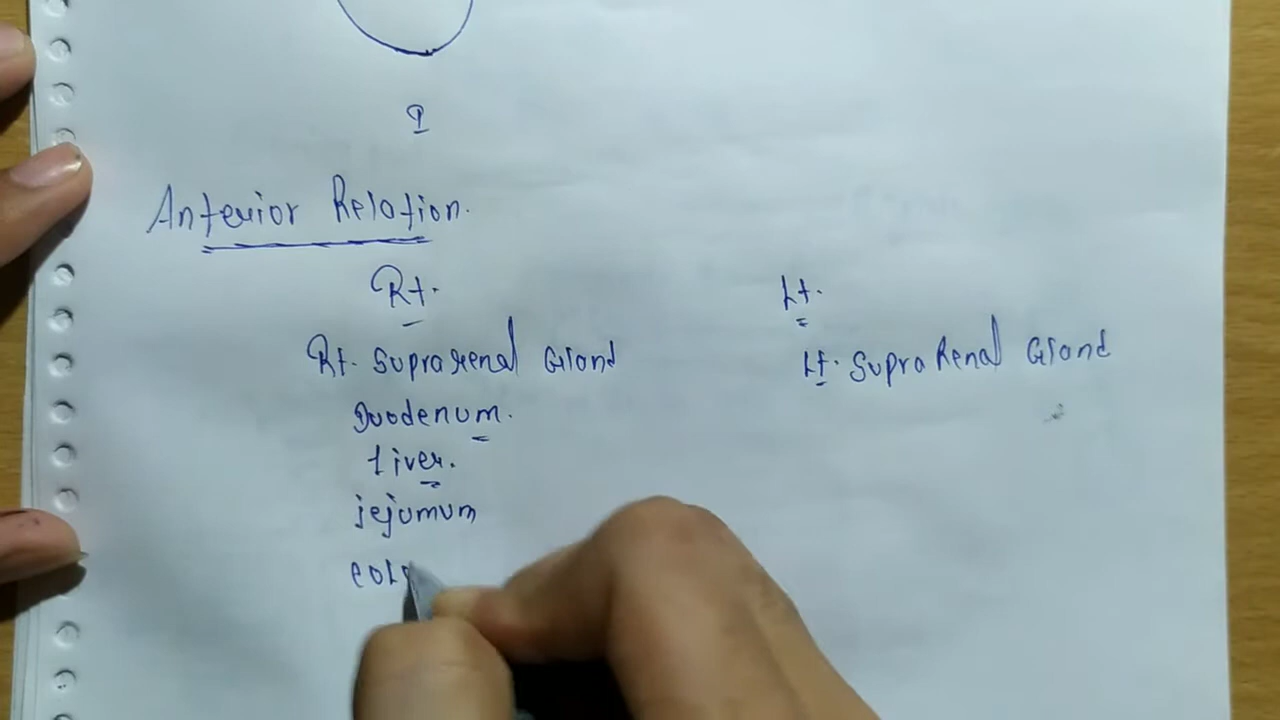 Anterior Relation.
Rt.
Lt.
Rt. Suprarenal Gland
Lt. SupraRenal Gland
Duodenum.
Liver.
jejumum